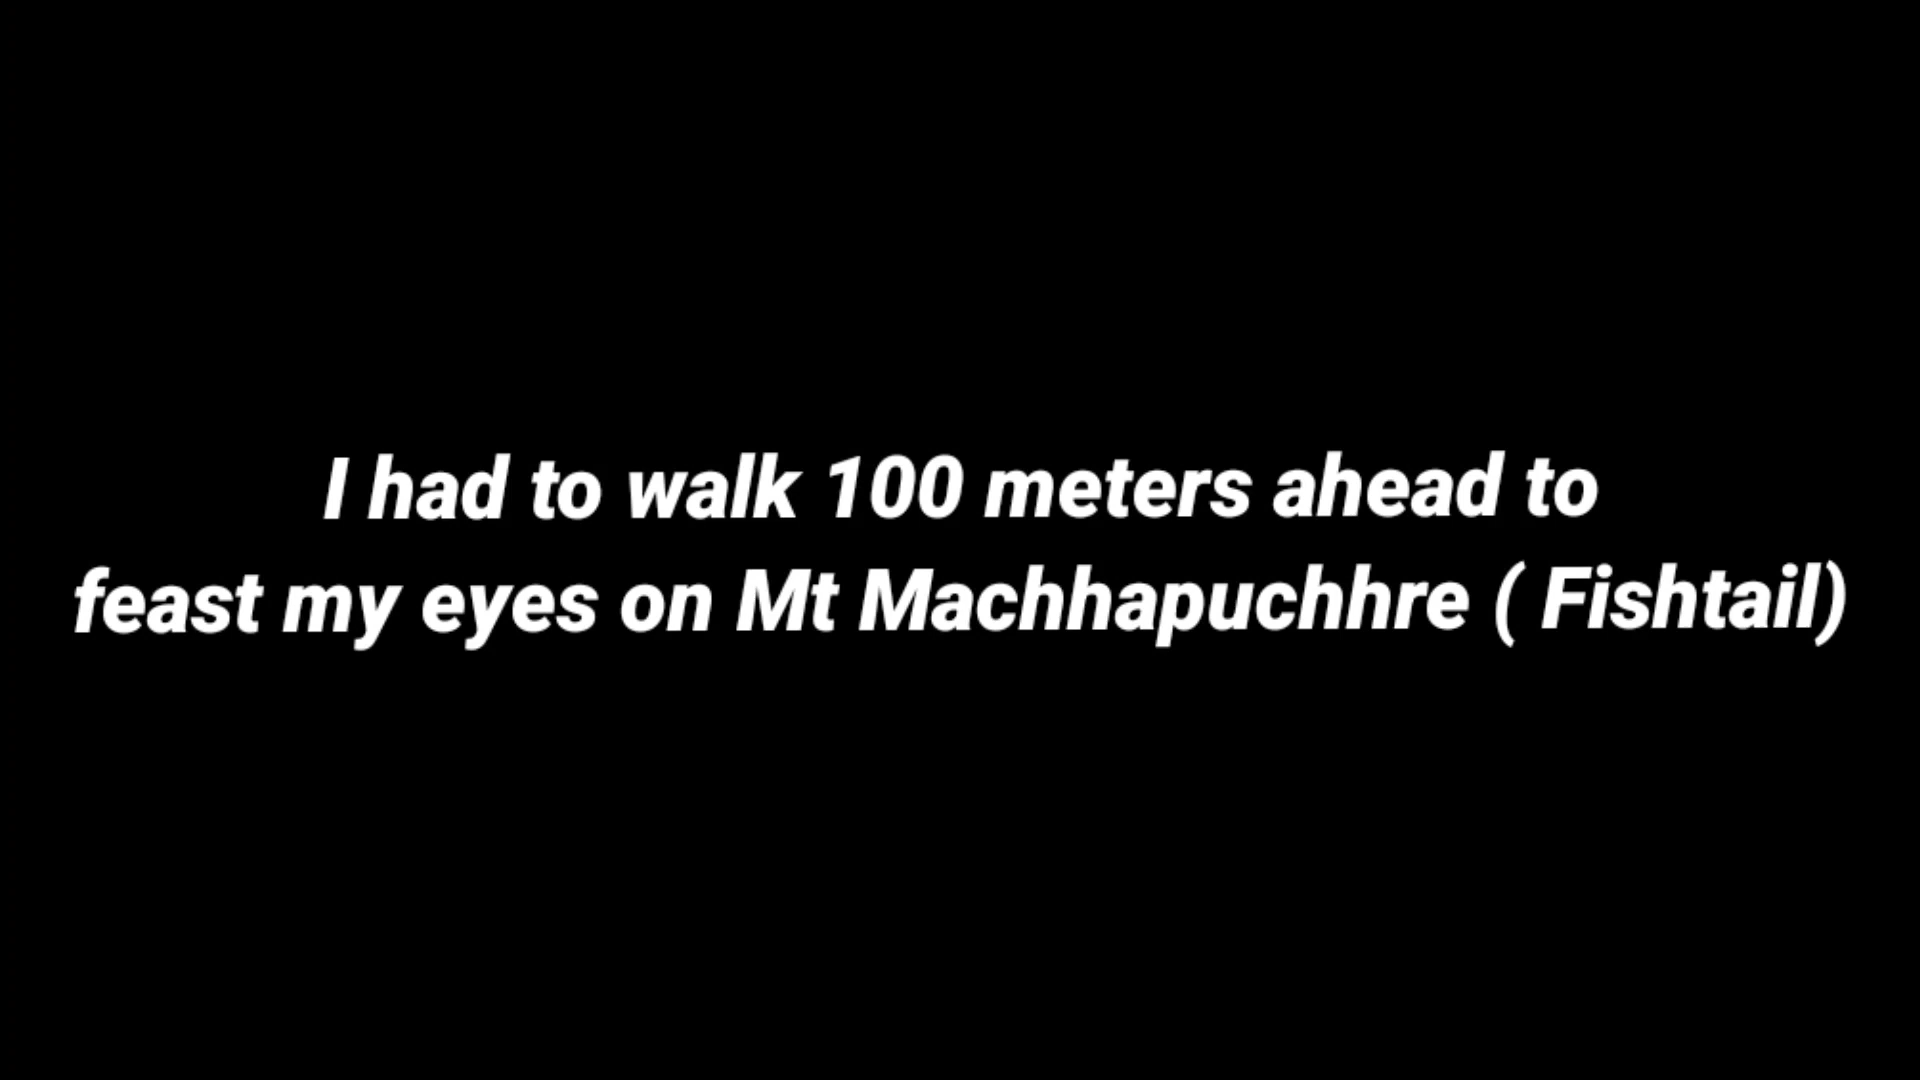 I had to walk 100 meters ahead to
feast my eyes on Mt Machhapuchhre ( Fishtail)